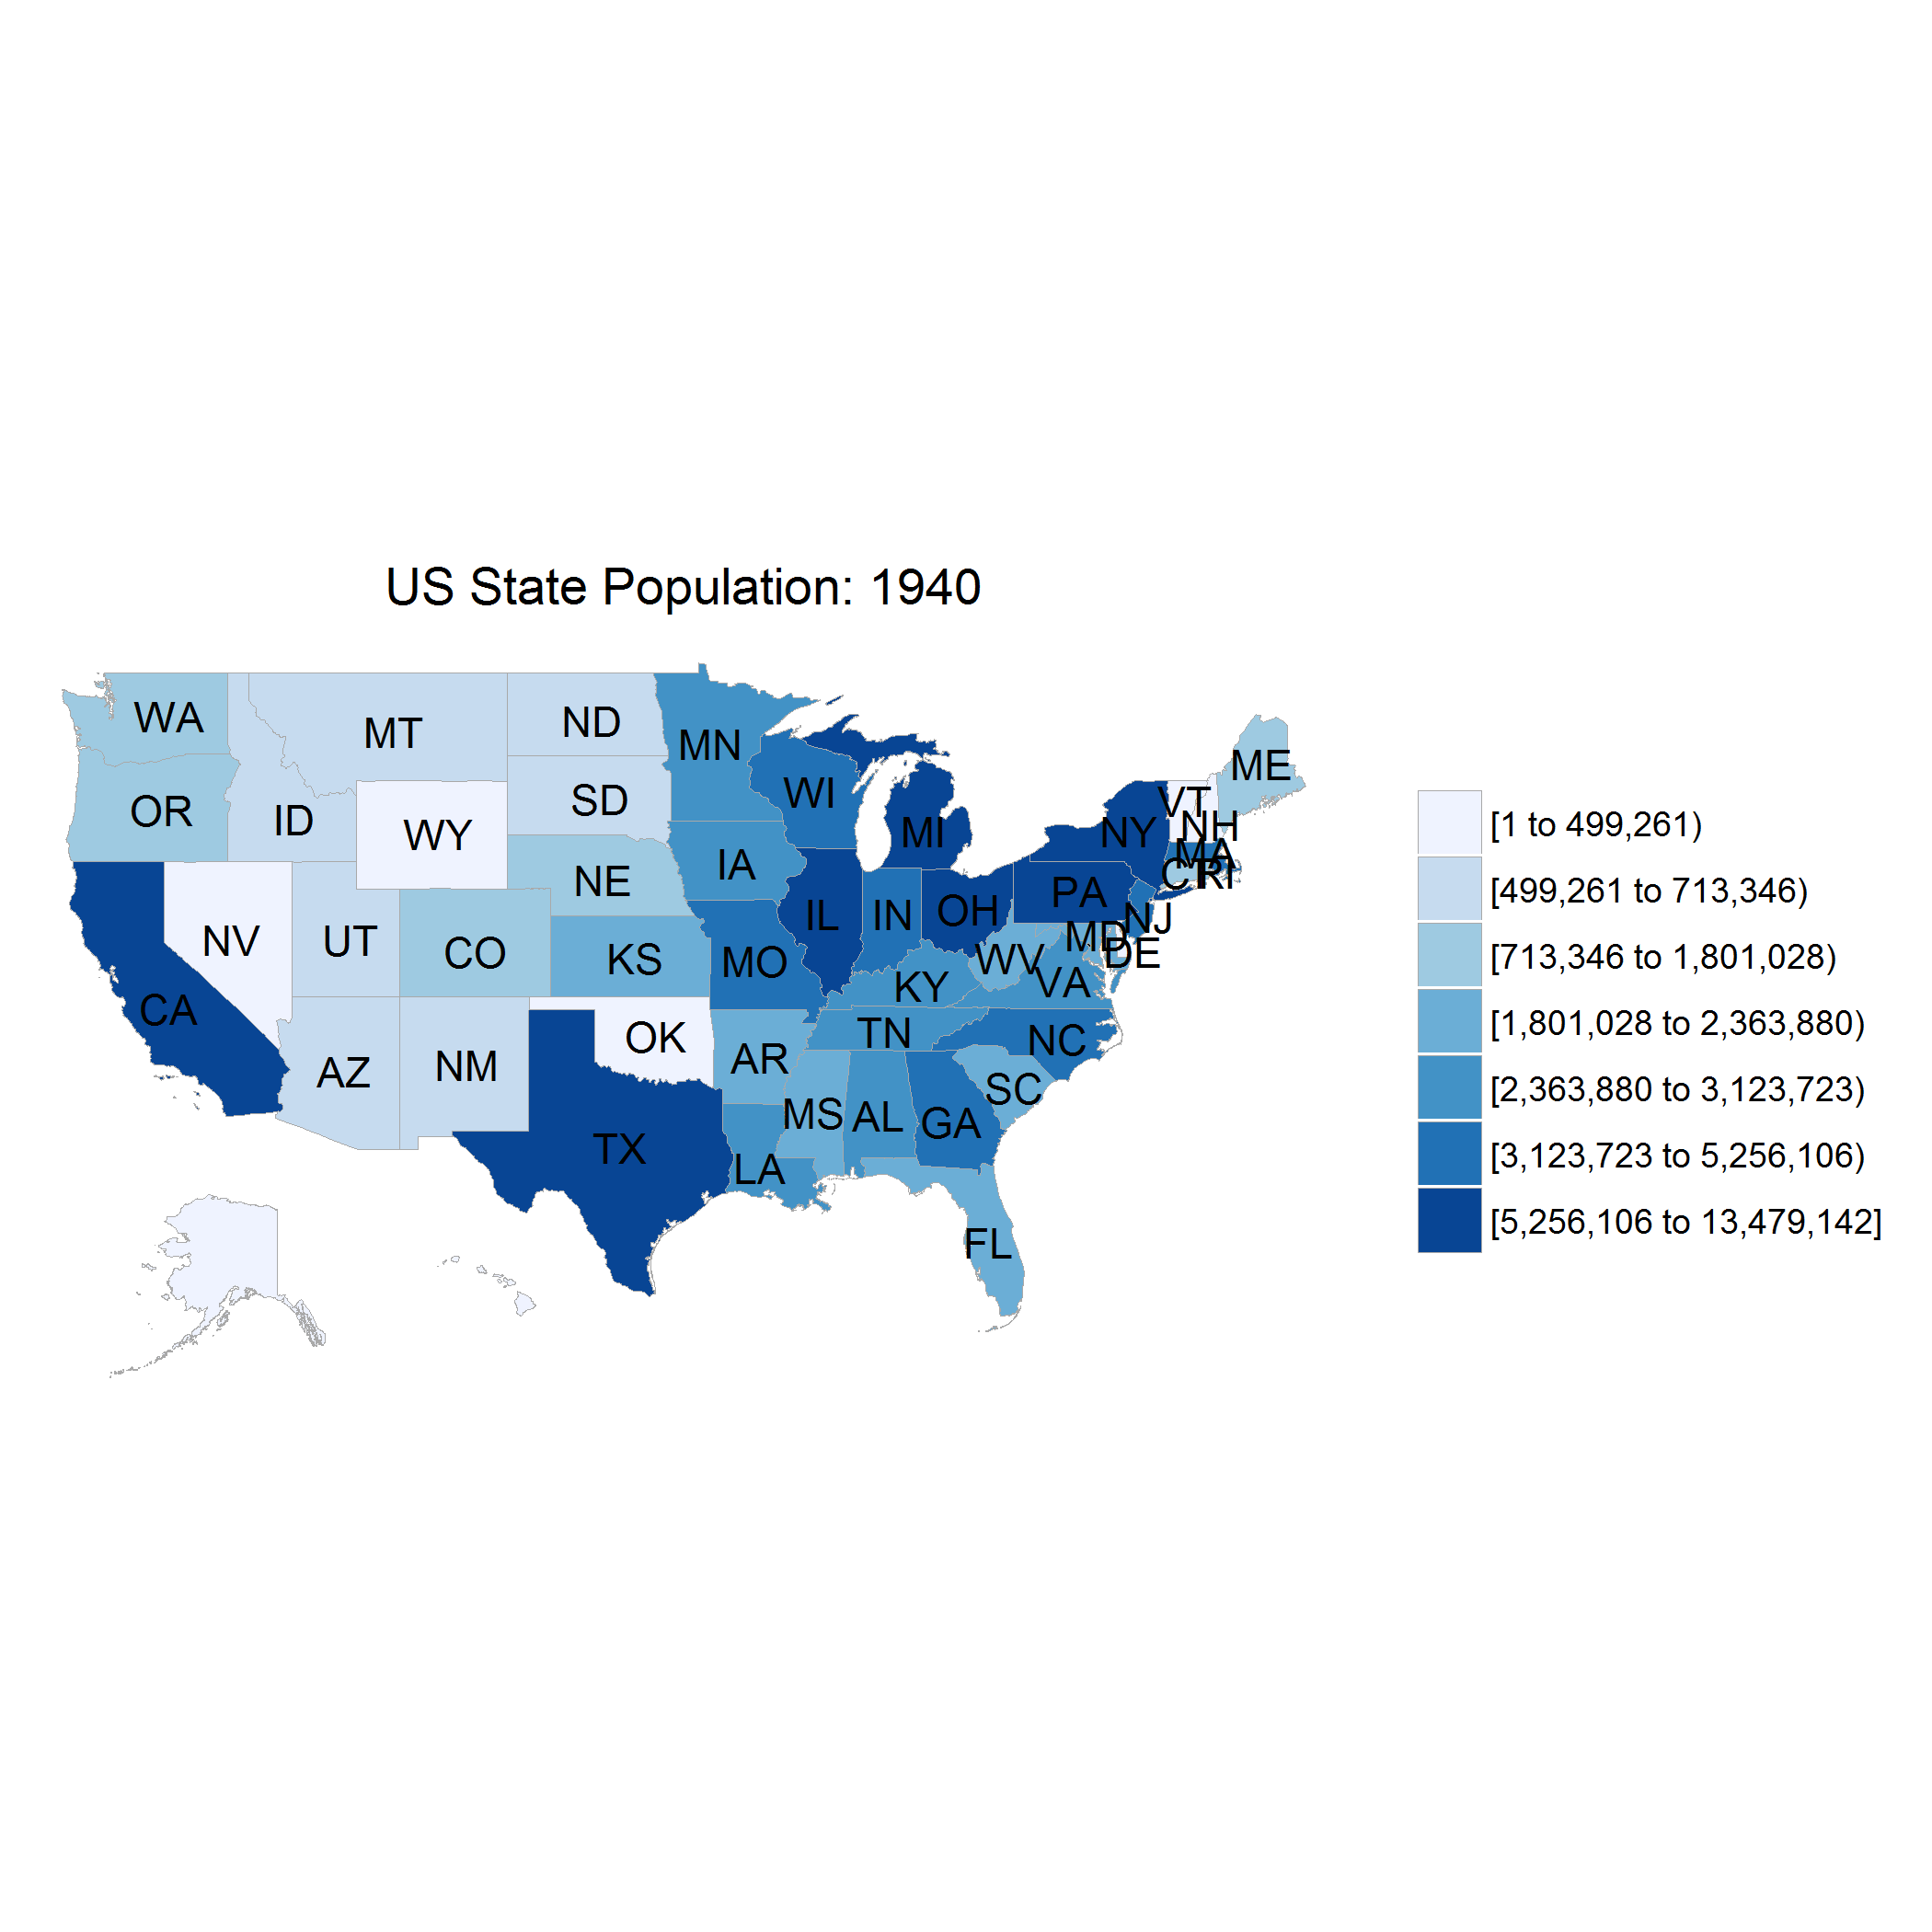 US State Population: 1940
WA
MT
ND
MN
ME
OR
ID
WY
SD
WI
MI
NY
VT
NH
MA
CT
RI
NE
IA
PA
NJ
NV
UT
CO
KS
MO
IL
IN
OH
MD
DE
WV
VA
KY
CA
AZ
NM
OK
AR
TN
NC
SC
TX
LA
MS
AL
GA
FL
[1 to 499,261)
[499,261 to 713,346)
[713,346 to 1,801,028)
[1,801,028 to 2,363,880)
[2,363,880 to 3,123,723)
[3,123,723 to 5,256,106)
[5,256,106 to 13,479,142]